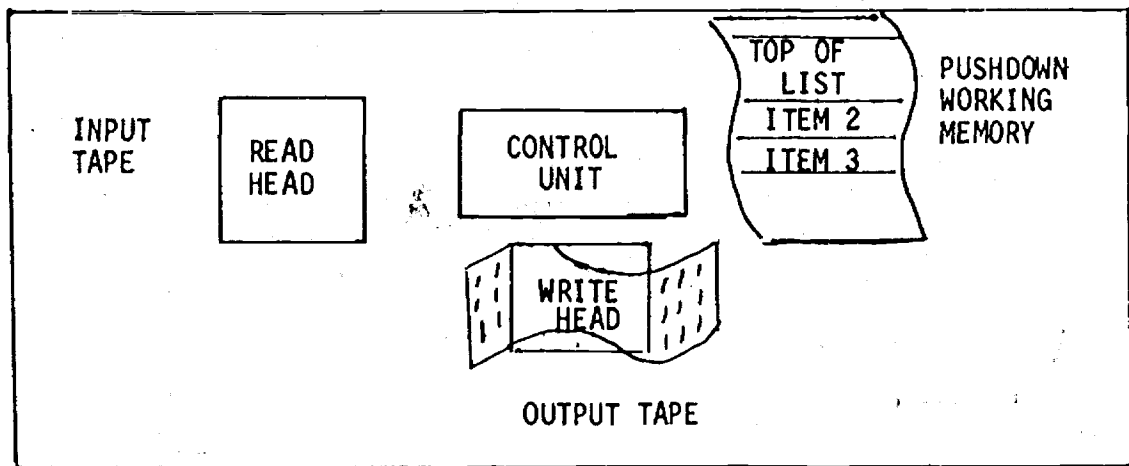 INPUT
TAPE
READ
HEAD
CONTROL
UNIT
TOP OF
LIST
ITEM 2
ITEM 3
PUSHDOWN
WORKING
MEMORY
WRITE
HEAD
OUTPUT TAPE